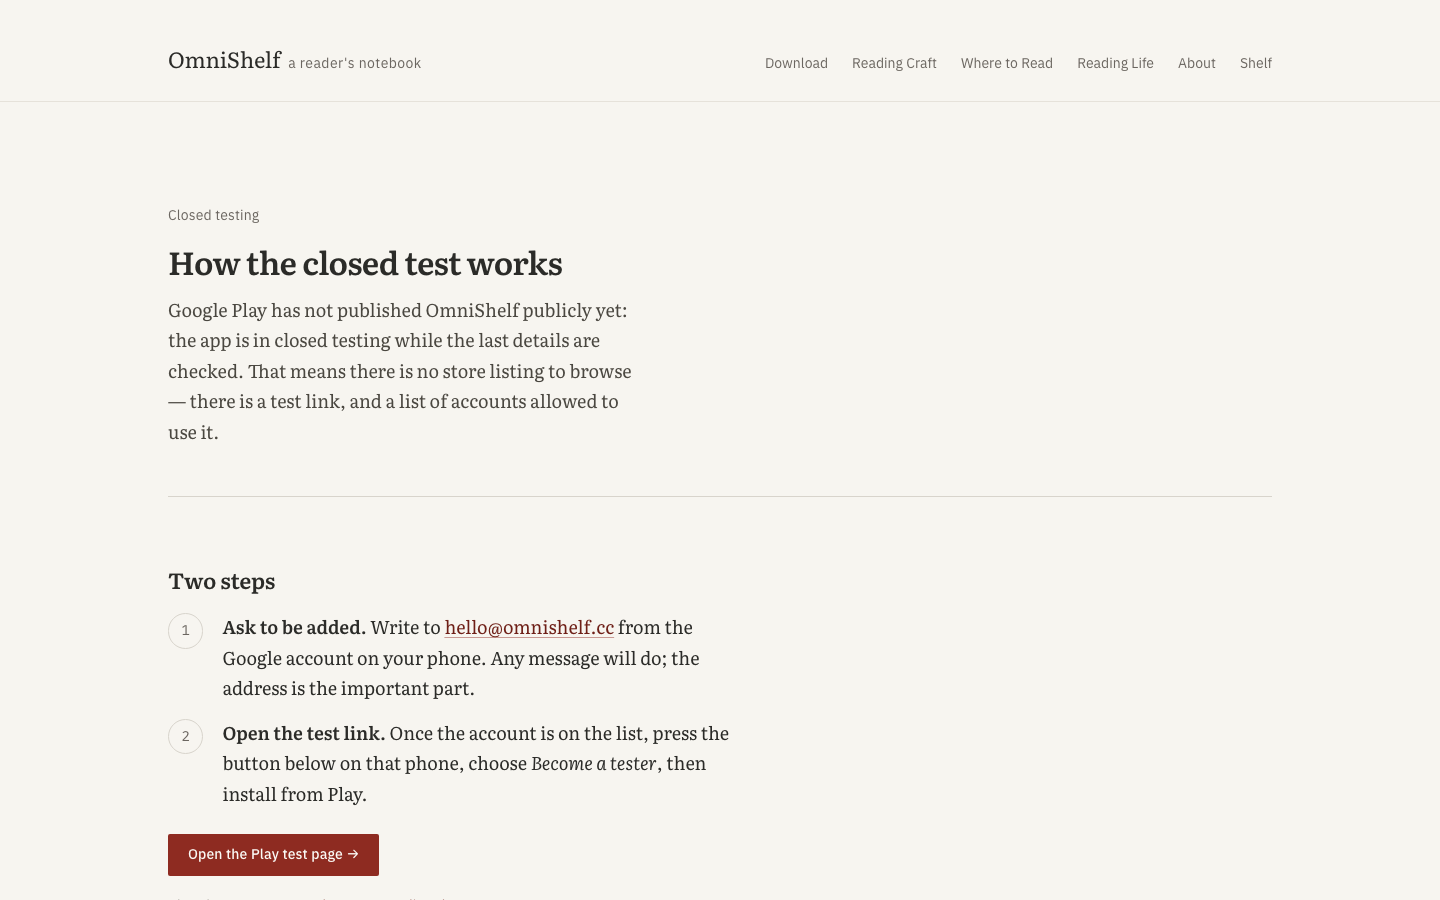 OmniShelf a reader's notebook
Download Reading Craft Where to Read Reading Life About Shelf
Closed testing
How the closed test works
Google Play has not published OmniShelf publicly yet:
the app is in closed testing while the last details are
checked. That means there is no store listing to browse
— there is a test link, and a list of accounts allowed to
use it.
Two steps
1 Ask to be added. Write to hello@omnishelf.cc from the
Google account on your phone. Any message will do; the
address is the important part.
2 Open the test link. Once the account is on the list, press the
button below on that phone, choose Become a tester, then
install from Play.
Open the Play test page →